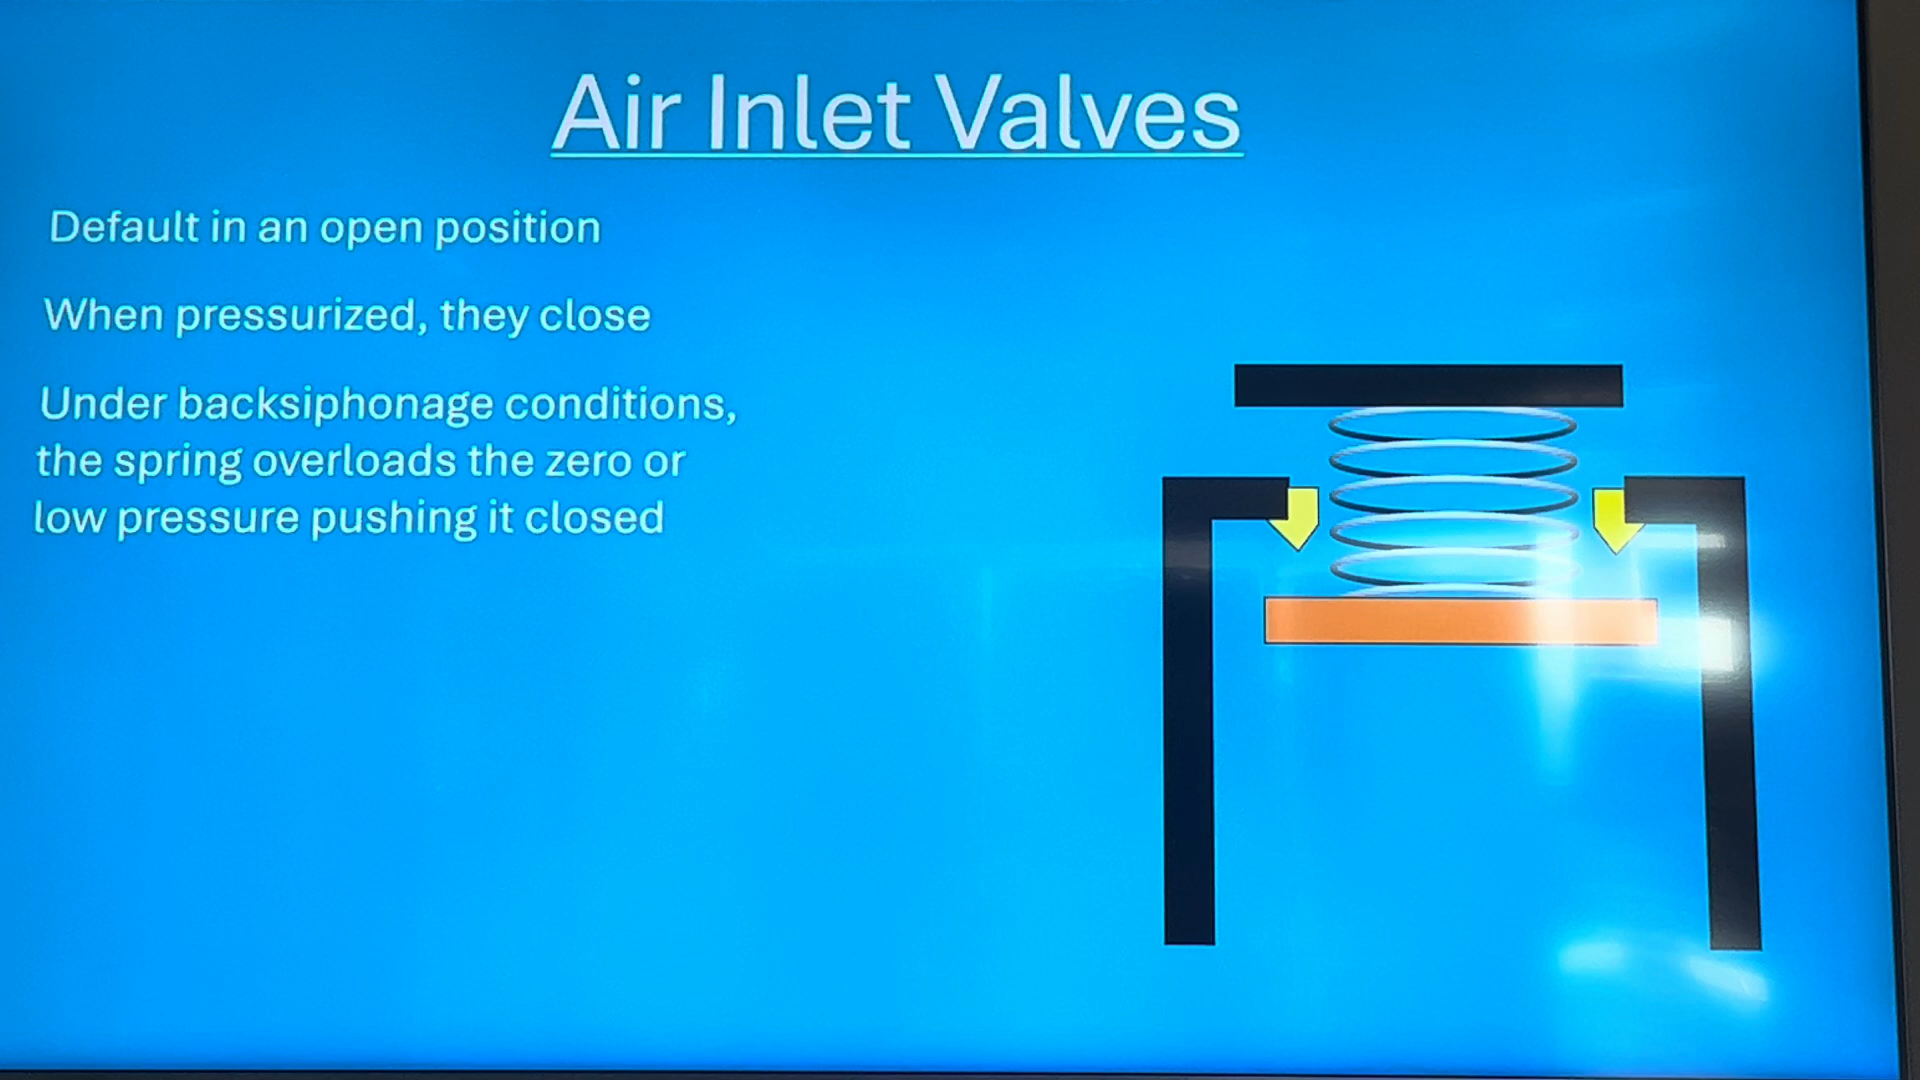 Air Inlet Valves
Default in an open position
When pressurized, they close
Under backsiphonage conditions,
the spring overloads the zero or
low pressure pushing it closed